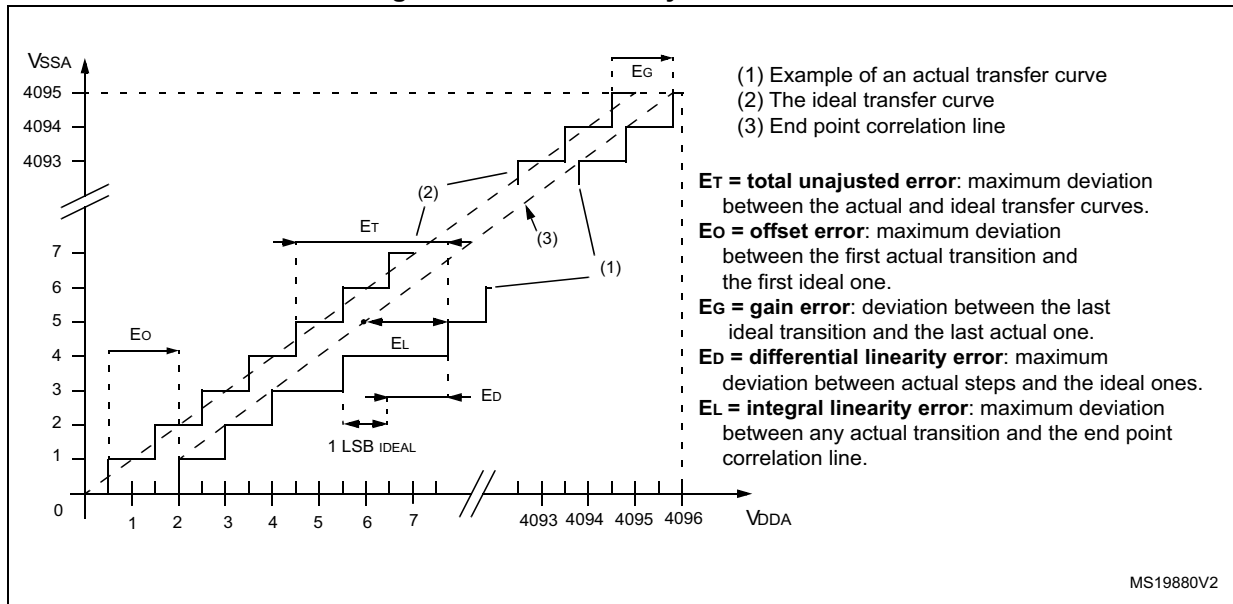 VSSA
4095
4094
4093
7
6
5
4
3
2
1
0
1 2 3 4 5 6 7 4093 4094 4095 4096 VDDA
EO
ET
EL
ED
EG
1 LSB IDEAL
(2)
(3)
(1)
(1) Example of an actual transfer curve
(2) The ideal transfer curve
(3) End point correlation line
ET = total unajusted error: maximum deviation
between the actual and ideal transfer curves.
EO = offset error: maximum deviation
between the first actual transition and
the first ideal one.
EG = gain error: deviation between the last
ideal transition and the last actual one.
ED = differential linearity error: maximum
deviation between actual steps and the ideal ones.
EL = integral linearity error: maximum deviation
between any actual transition and the end point
correlation line.
MS19880V2